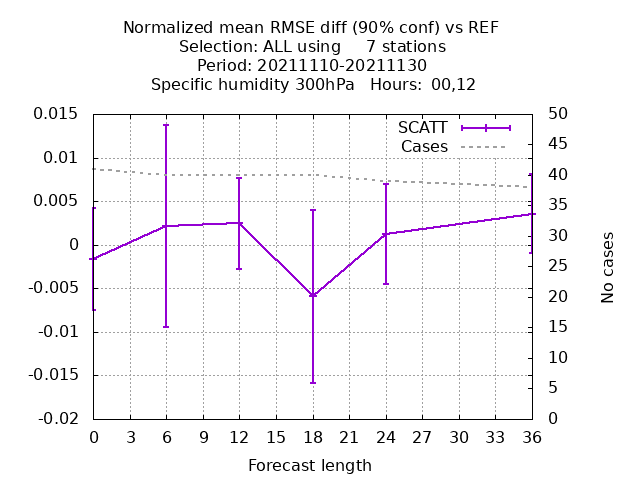 Normalized mean RMSE diff (90% conf) vs REF
Selection: ALL using     7 stations
Period: 20211110-20211130
Specific humidity 300hPa   Hours:  00,12
SCATT
Cases
0.015
0.01
0.005
0
-0.005
-0.01
-0.015
-0.02
50
45
40
35
30
25
20
15
10
5
0
No cases
0 3 6 9 12 15 18 21 24 27 30 33 36
Forecast length